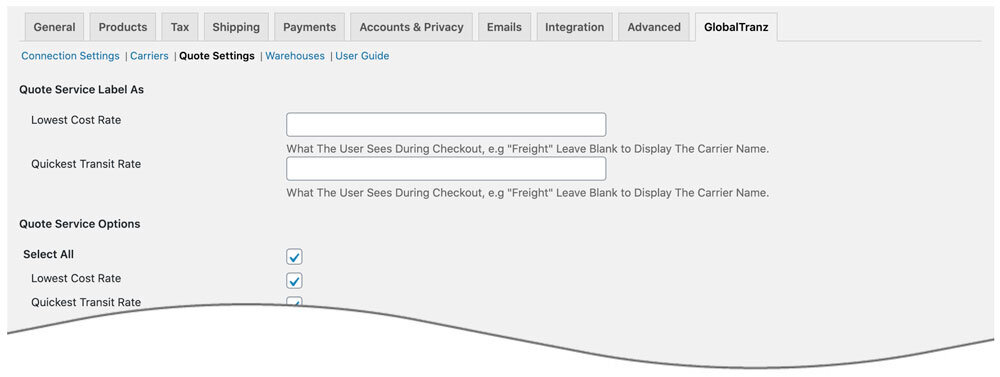 General Products Tax Shipping Payments Accounts & Privacy Emails Integration Advanced GlobalTranz
Connection Settings | Carriers | Quote Settings | Warehouses | User Guide
Quote Service Label As
Lowest Cost Rate
What The User Sees During Checkout, e.g "Freight" Leave Blank to Display The Carrier Name.
Quickest Transit Rate
What The User Sees During Checkout, e.g "Freight" Leave Blank to Display The Carrier Name.
Quote Service Options
Select All
Lowest Cost Rate
Quickest Transit Rate